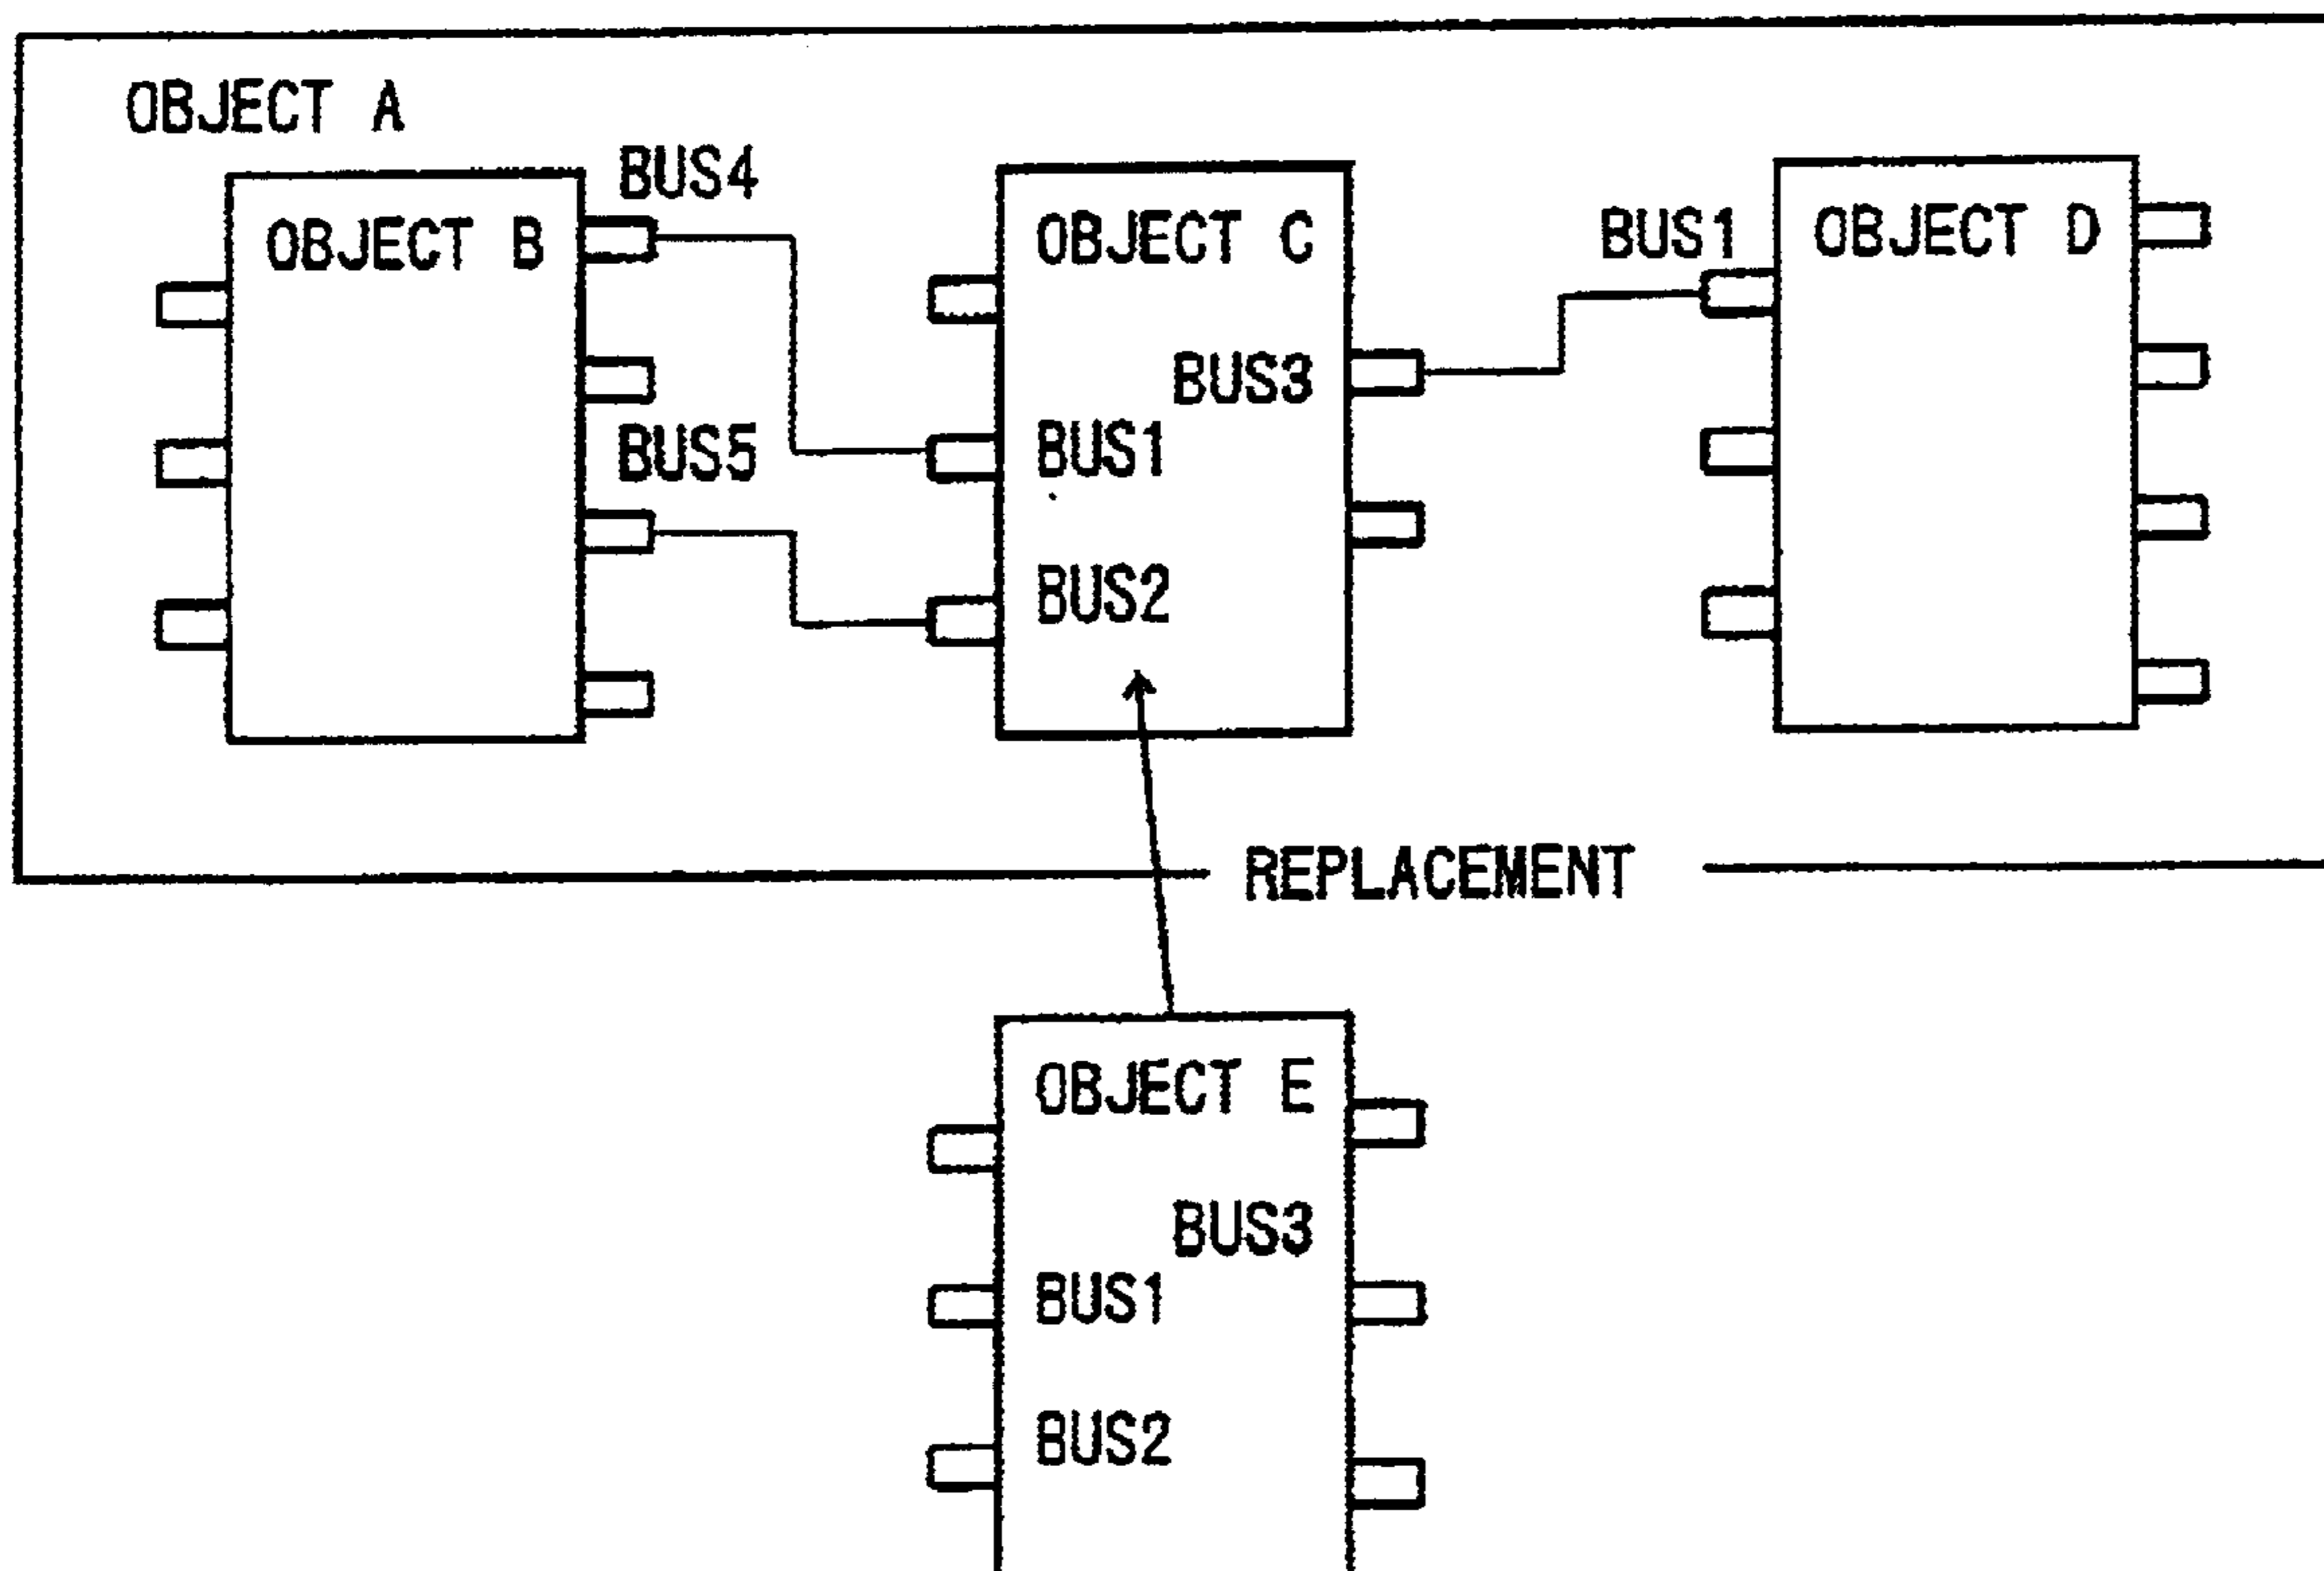 OBJECT A
BUS4
OBJECT B
OBJECT C
BUS1
OBJECT D
BUS3
BUS5
BUS1
BUS2
REPLACEMENT
OBJECT E
BUS3
BUS1
BUS2